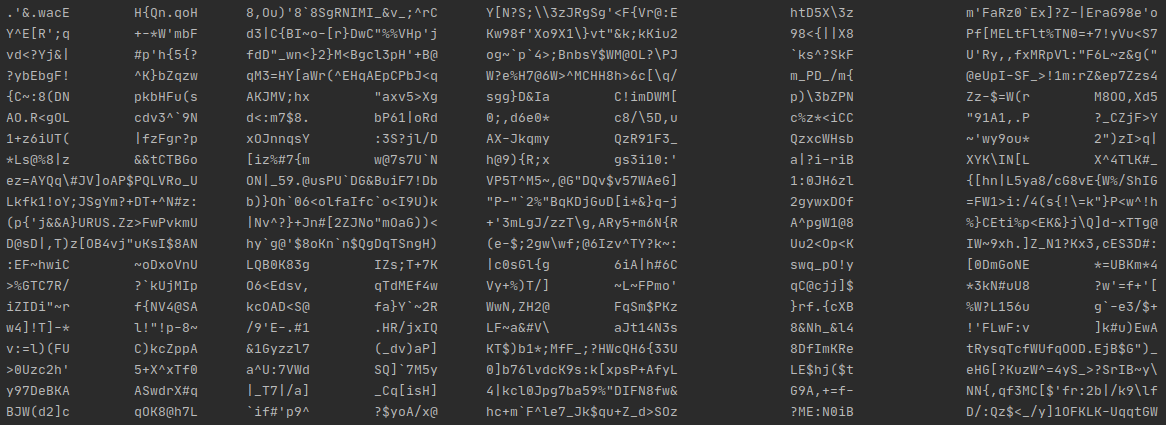 .'&.wacE H{Qn.qoH 8,Ou)'8`8SgRNIMI_&v_;^rC Y[N?S;\\3zJRgSg'<F{Vr@:E htD5X\3z m'FaRz0`Ex]?Z-|EraG98e'o
Y^E[R';q +-*W'mbF d3|C{BI~o-[r}DwC"%%VHp'j Kw98f'Xo9X1\}vt"&k;kKiu2 98<{||X8 Pf[MELtFlt%TN0=+7!yVu<S7
vd<?Yj&| #p'h{5{? fdD"_wn<}2}M<Bgcl3pH'+B@ og~`p`4>;BnbsY$WM@OL?\PJ `ks^?SkF U'Ry,,fxMRpVl:"F6L~z&g("
?ybEbgF! ^K}bZqzw qM3=HY[aWr(^EHqAEpCPbJ<q W?e%H7@6W>^MCHH8h>6c[\q/ m_PD_/m{ @eUpI-SF_>!1m:rZ&ep7Zzs4
{C~:8(DN pkbHFu(s AKJMV;hx "axv5>Xg sgg}D&Ia C!imDWM[ p)\3bZPN Zz-$=W(r M8OO,Xd5
AO.R<gOL cdv3^`9N d<:m7$8. bP61|oRd 0;,d6e0* c8/\5D,u c%z*<iCC "91A1,.P ?_CZjF>Y
1+z6iUT( |fzFgr?p xOJnnqsY :3S?jl/D AX-Jkqmy QzR91F3_ QzxcWHsb ~'wy9ou* 2")zI>q|
*Ls@%8|z &&tCTBGo [iz%#7{m w@7s7U`N h@9){R;x gs3i10:' a|?i-riB XYK\IN[L X^4TlK#_
ez=AYQq\#JV]oAP$PQLVRo_U ON|_59.@usPU`DG&BuiF7!Db VP5T^M5~,@G"DQv$v57WAeG] 1:0JH6zl {[hn|L5ya8/cG8vE{W%/ShIG
Lkfk1!oY;JSgYm?+DT+^N#z: b)}Oh`06<olfaIfc`o<I9U)k "P-"`2%"BqKDjGuD[i*&}q-j 2gywxDOf =FW1>i:/4(s{!\=k"}P<w^!h
(p{'j&&A}URUS.Zz>FwPvkmU |Nv^?}+Jn#[2ZJNo"mOaG))< +'3mLgJ/zzT\g,ARy5+m6N{R A^pgW1@8 %}CEti%p<EK&}j\Q]d-xTTg@
D@sD|,T)z[OB4vj"uKsI$8AN hy`g@'$8oKn`n$QgDqTSngH) (e-$;2gw\wf;@6Izv^TY?k~: Uu2<Op<K IW~9xh.]Z_N1?Kx3,cES3D#:
:EF~hwiC ~oDxoVnU LQB0K83g IZs;T+7K |c0sGl{g 6iA|h#6C swq_pO!y [0DmGoNE *=UBKm*4
>%GTC7R/ ?`kUjMIp O6<Edsv, qTdMEf4w Vy+%)T/] ~L~FPmo' qC@cjj]$ *3kN#uU8 ?w'=f+'[
iZIDi"~r f{NV4@SA kcOAD<S@ fa}Y`~2R WwN,ZH2@ FqSm$PKz }rf.{cXB %W?L156u g`-e3/$+
w4]!T]-* l!"!p-8~ /9'E-.#1 .HR/jxIQ LF~a&#V\ aJt14N3s 8&Nh_&l4 !'FLwF:v ]k#u)EwA
v:=l)(FU C)kcZppA &1Gyzzl7 (_dv)aP] KT$)b1*;MfF_;?HWcQH6{33U 8DfImKRe tRysqTcfWUfqOOD.EjB$G")_
>0Uzc2h' 5+X^xTf0 a^U:7VWd SQ]`7M5y 0]b76lvdcK9s:k[xpsP+AfyL LE$hj($t eHG[?KuzW^=4yS_>?SrIB~y\
y97DeBKA ASwdrX#q |_T7|/a] _Cq[isH] 4|kcl0Jpg7ba59%"DIFN8fw& G9A,+=f- NN{,qf3MC[$'fr:2b|/k9\lf
BJW(d2]c qOK8@h7L `if#'p9^ ?$yoA/x@ hc+m`F^le7_Jk$qu+Z_d>SOz ?ME:N0iB D/:Qz$<_/y]1OFKLK-UqqtGW